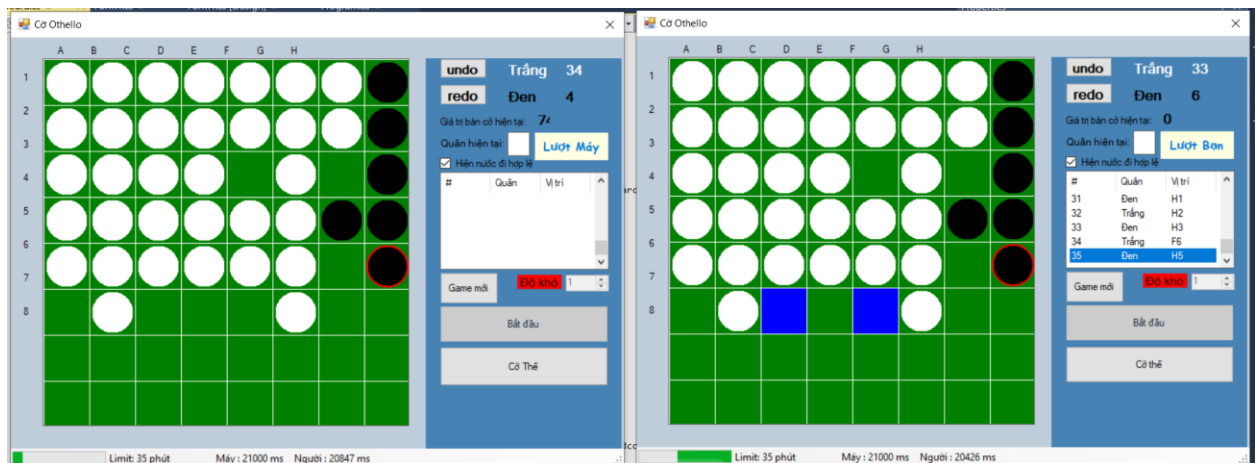 Cờ Othello
A B C D E F G H
1
2
3
4
5
6
7
8
undo Trắng 34
redo Đen 4
Giá trị bàn cờ hiện tại:
Quân hiện tại: Lượt Máy
Hiện nước đi hợp lệ
# Quân Vị trí
Game mới Độ khó 1
Bắt đầu
Cờ Thế
Limit: 35 phút Máy : 21000 ms Người : 20847 ms
Cờ Othello
A B C D E F G H
1
2
3
4
5
6
7
8
undo Trắng 33
redo Đen 6
Giá trị bàn cờ hiện tại: 0
Quân hiện tại: Lượt Bạn
Hiện nước đi hợp lệ
# Quân Vị trí
31 Đen H1
32 Trắng H2
33 Đen H3
34 Trắng F6
35 Đen H5
Game mới Độ khó 1
Bắt đầu
Cờ thế
Limit: 35 phút Máy : 21000 ms Người : 20426 ms